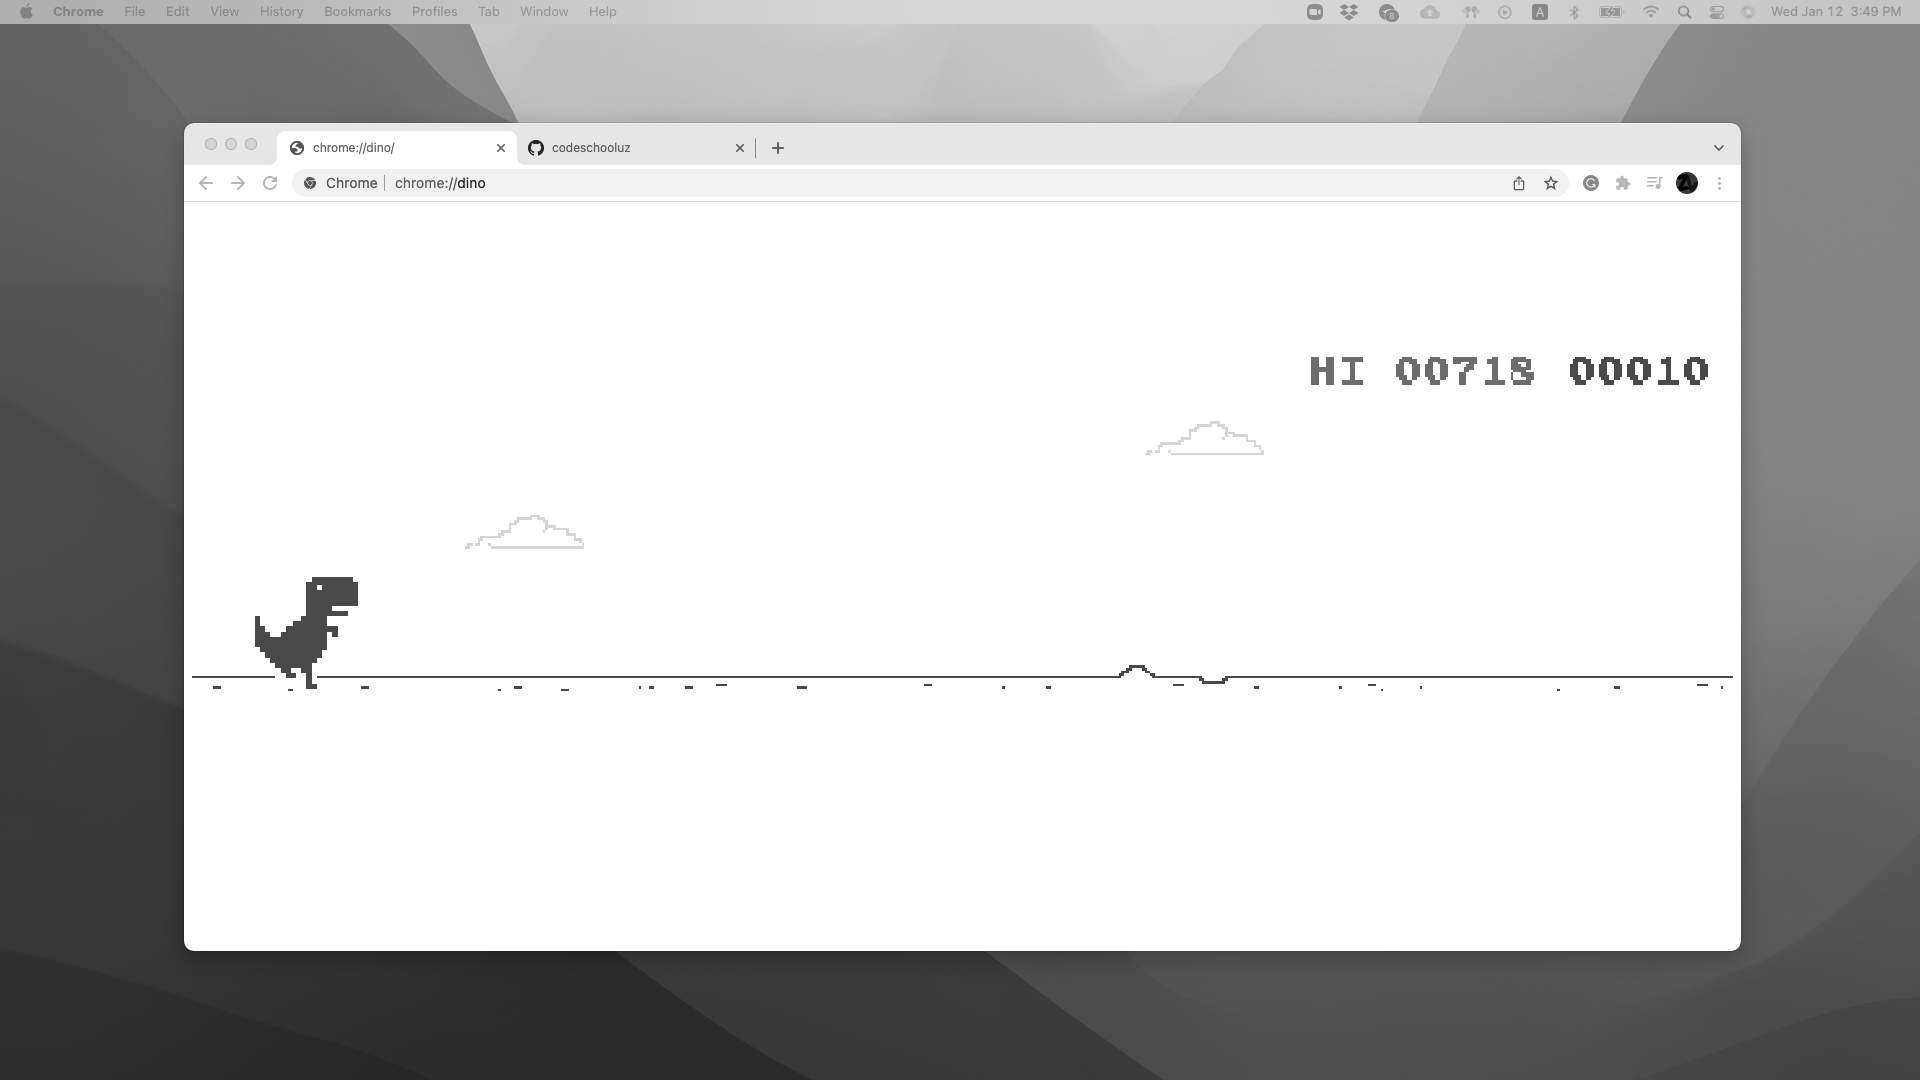 Chrome File Edit View History Bookmarks Profiles Tab Window Help A Wed Jan 12 3:49 PM
chrome://dino/ codeschooluz
Chrome chrome://dino
HI 00718 00010